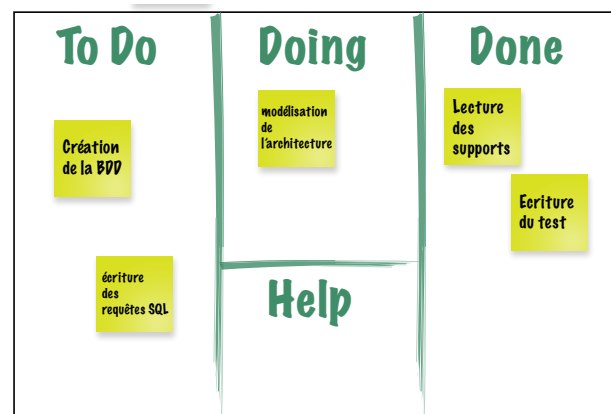 To Do
Création
de la BDD
écriture
des
requêtes SQL
Doing
modélisation
de
l'architecture
Help
Done
Lecture
des
supports
Ecriture
du test